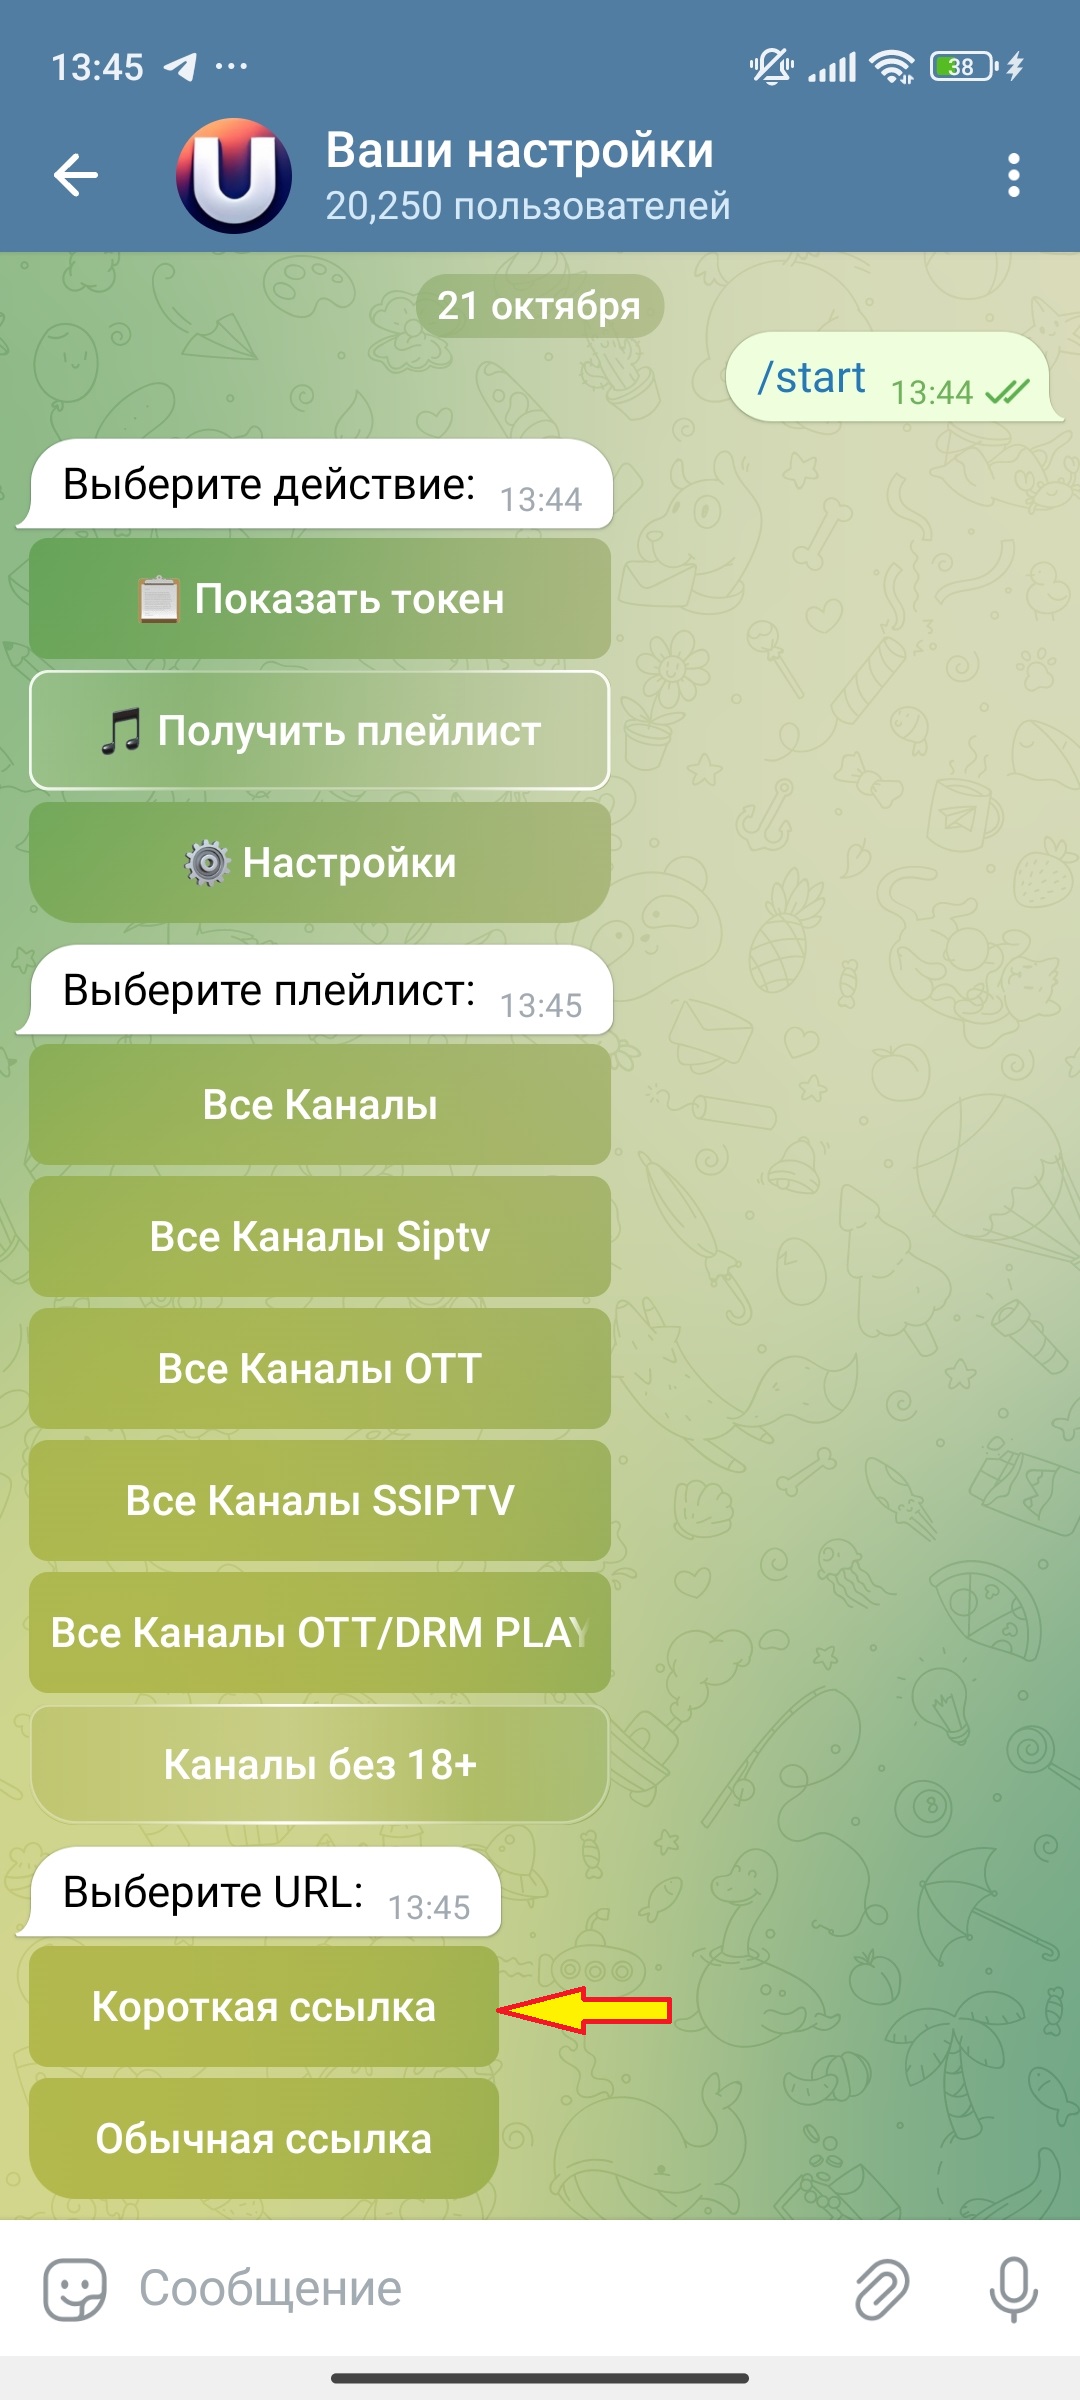 13:45
38
Ваши настройки
20,250 пользователей
21 октября
/start 13:44
Выберите действие: 13:44
Показать токен
Получить плейлист
Настройки
Выберите плейлист: 13:45
Все Каналы
Все Каналы Siptv
Все Каналы OTT
Все Каналы SSIPTV
Все Каналы OTT/DRM PLAY
Каналы без 18+
Выберите URL: 13:45
Короткая ссылка
Обычная ссылка
Сообщение